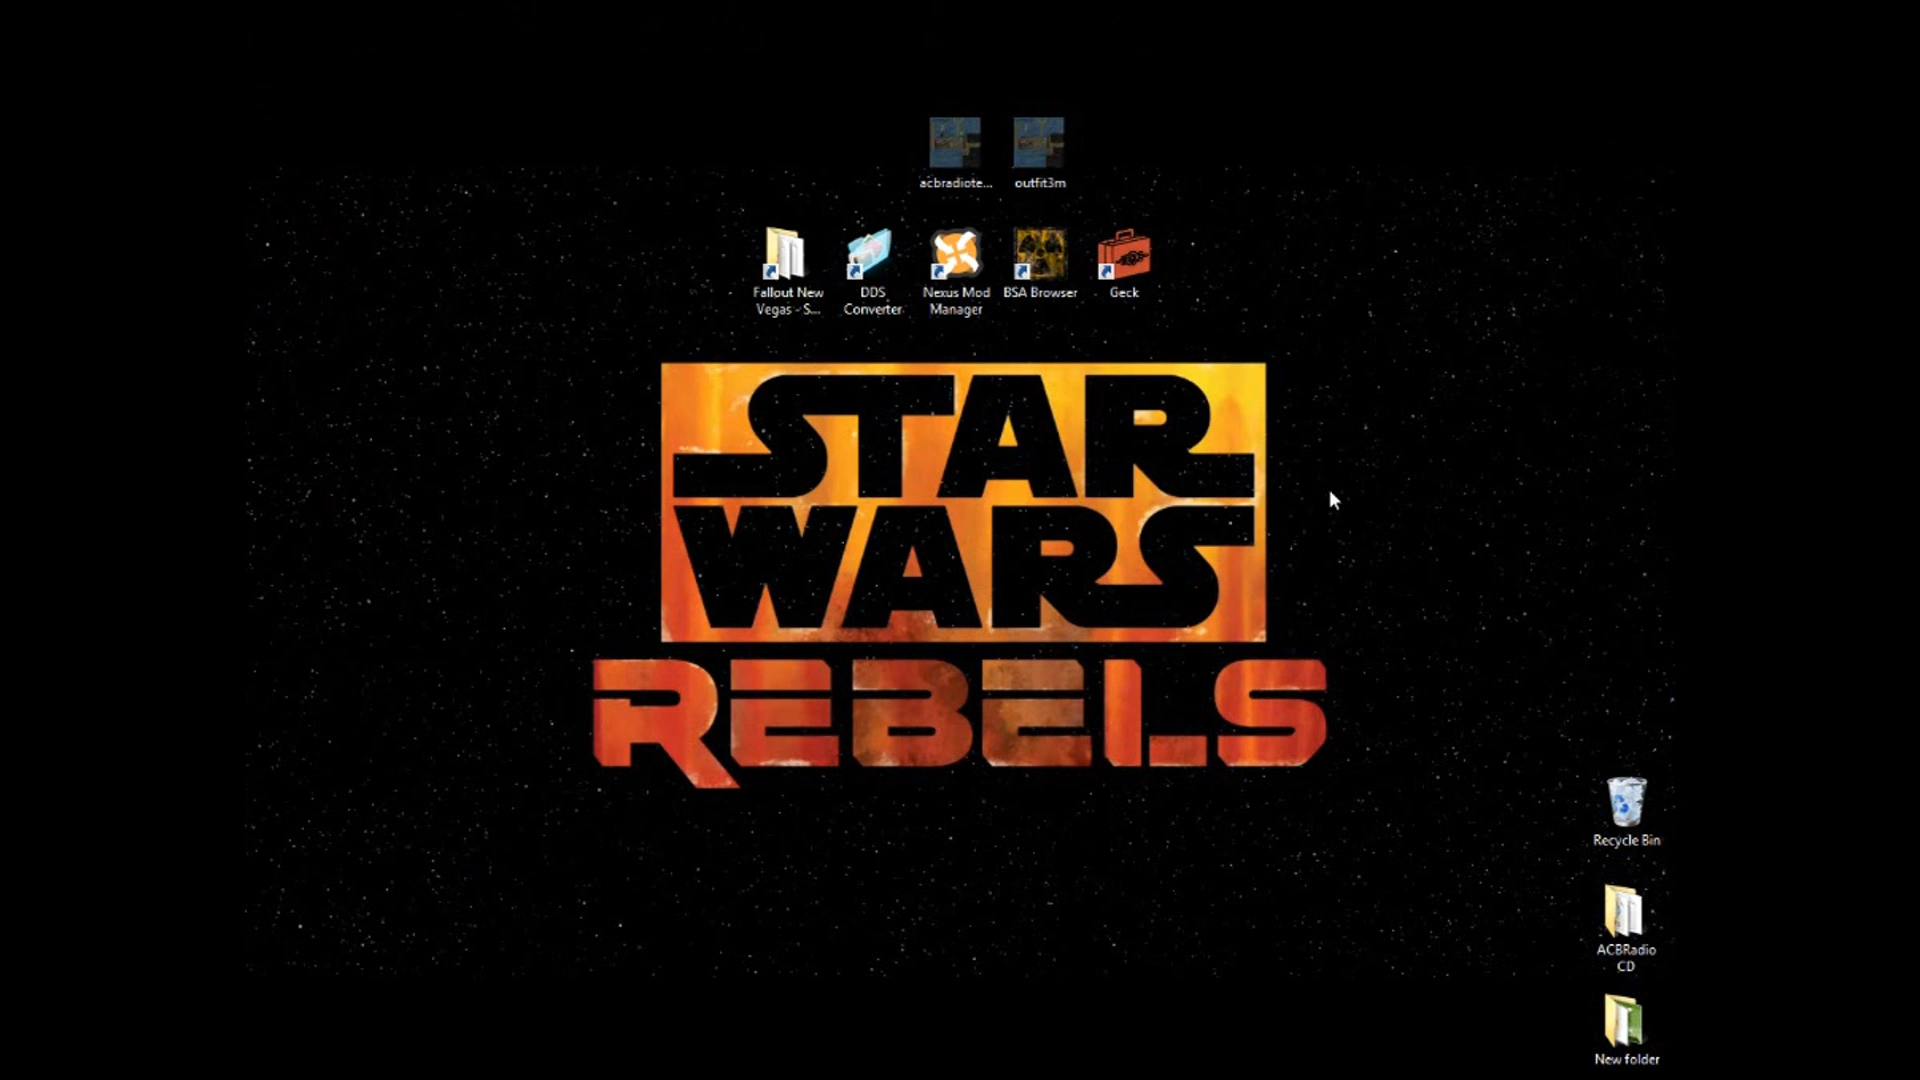 acbradiote...
outfit3m
Fallout New
Vegas - S...
DDS
Converter
Nexus Mod
Manager
BSA Browser
Geck
STAR
WARS
REBELS
Recycle Bin
ACBRadio
CD
New folder